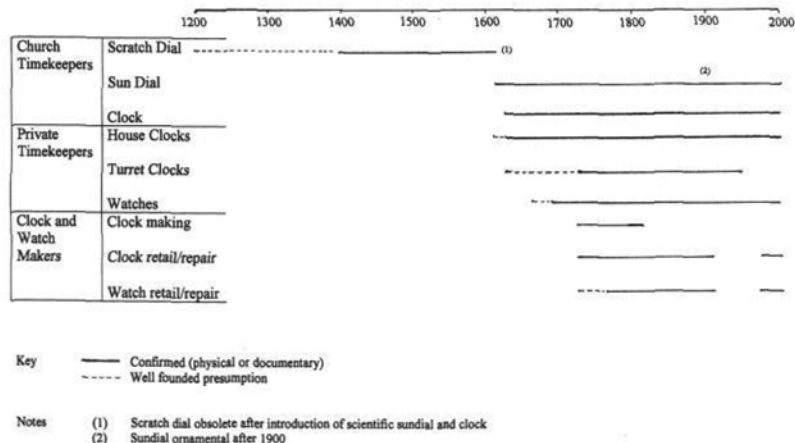 1200 1300 1400 1500 1600 1700 1800 1900 2000
Church Timekeepers
Scratch Dial
(1)
Sun Dial
(2)
Clock
Private Timekeepers
House Clocks
Turret Clocks
Watches
Clock and Watch Makers
Clock making
Clock retail/repair
Watch retail/repair
Key
Confirmed (physical or documentary)
Well founded presumption
Notes
(1) Scratch dial obsolete after introduction of scientific sundial and clock
(2) Sundial ornamental after 1900